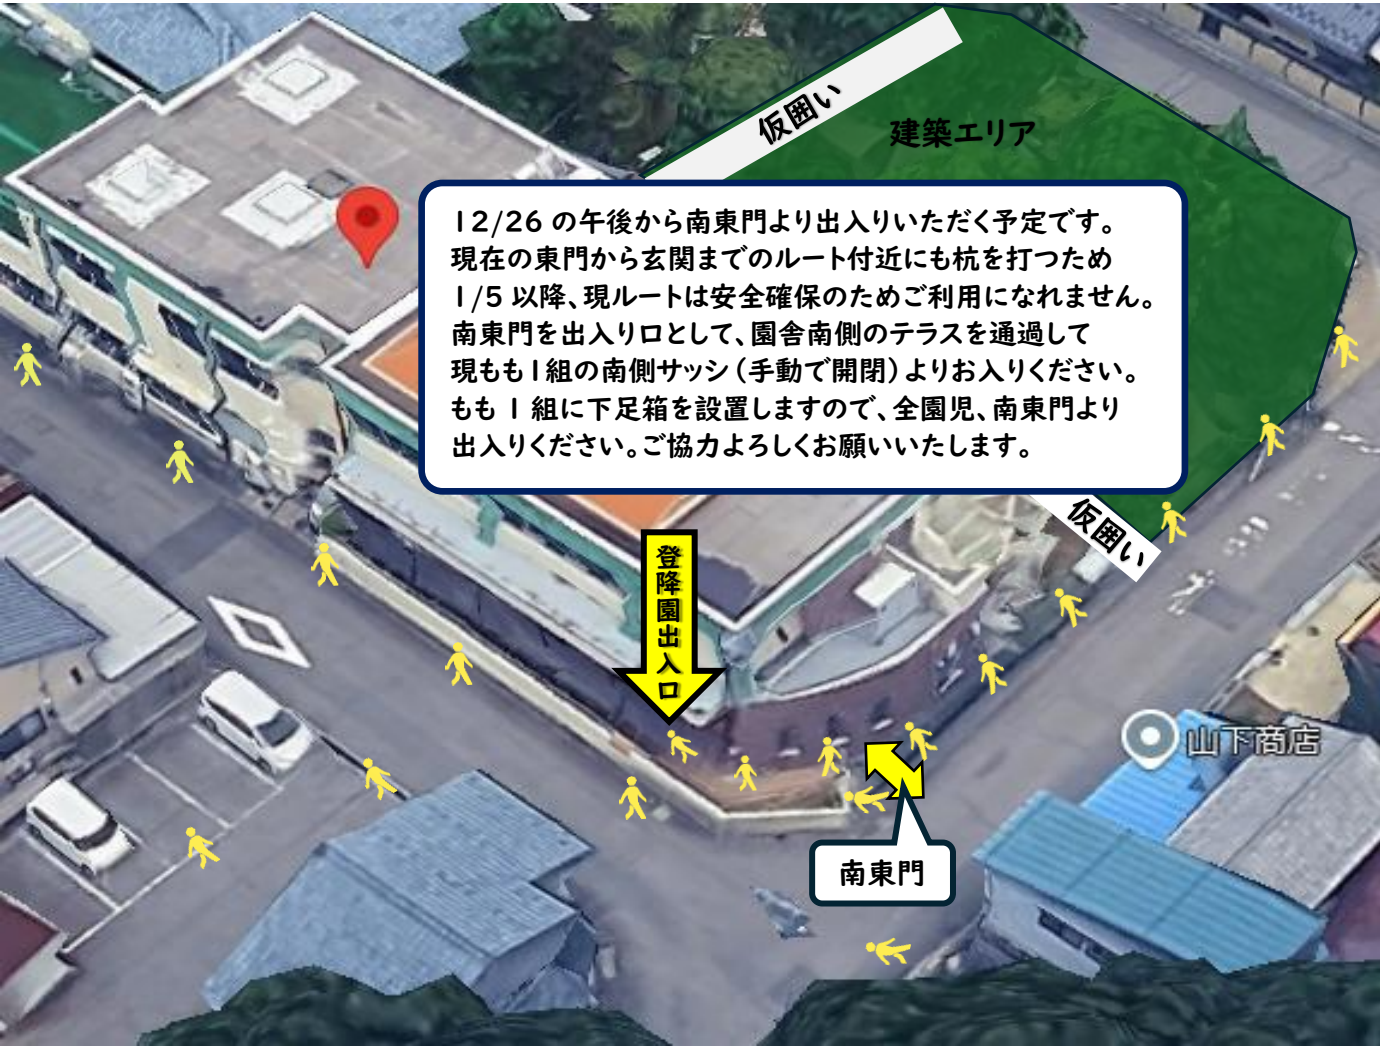 仮囲い
建築エリア
12/26の午後から南東門より出入りいただく予定です。
現在の東門から玄関までのルート付近にも杭を打つため
1/5以降、現ルートは安全確保のためご利用になれません。
南東門を出入り口として、園舎南側のテラスを通過して
現もも1組の南側サッシ（手動で開閉）よりお入りください。
もも1組に下足箱を設置しますので、全園児、南東門より
出入りください。ご協力よろしくお願いいたします。
仮囲い
登降園出入口
山下商店
南東門